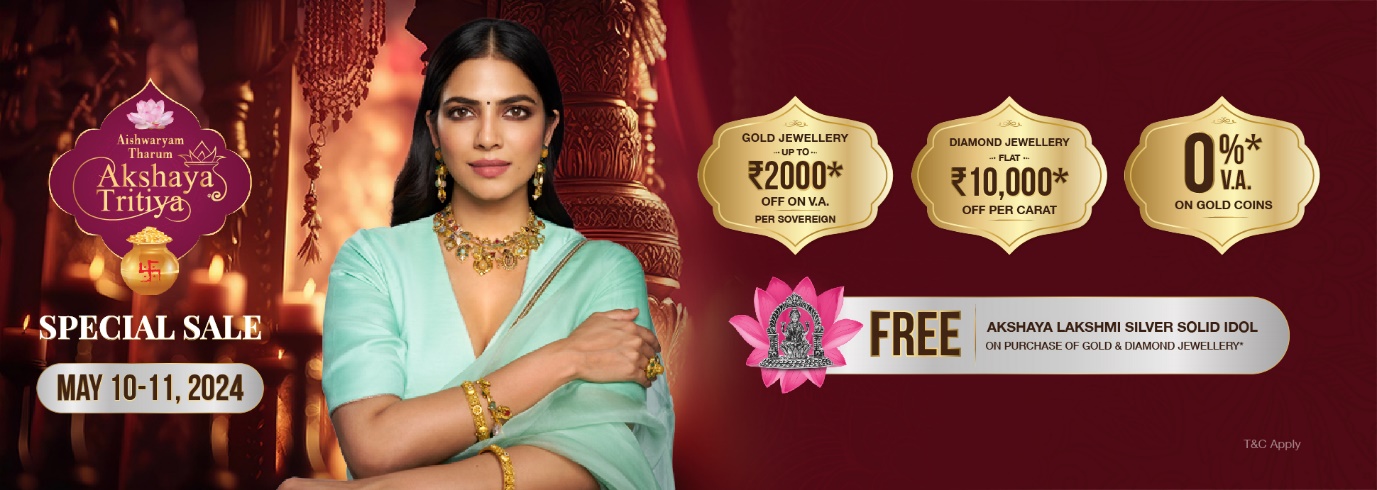 Aishwaryam
Tharum
Akshaya
Tritiya
SPECIAL SALE
MAY 10-11, 2024
GOLD JEWELLERY
UP TO
₹2000*
OFF ON V.A.
PER SOVEREIGN
DIAMOND JEWELLERY
FLAT
₹10,000*
OFF PER CARAT
0%*
V.A.
ON GOLD COINS
FREE
AKSHAYA LAKSHMI SILVER SOLID IDOL
ON PURCHASE OF GOLD & DIAMOND JEWELLERY*
T&C Apply